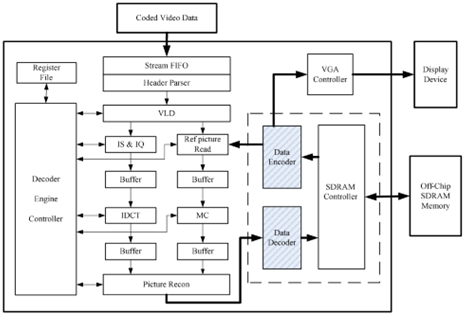 Coded Video Data
Register
File
Stream FIFO
Header Parser
VGA
Controller
Display
Device
VLD
IS & IQ
Ref picture
Read
Data
Encoder
Buffer
Buffer
Decoder
Engine
Controller
SDRAM
Controller
Off-Chip
SDRAM
Memory
IDCT
MC
Data
Decoder
Buffer
Buffer
Picture Recon